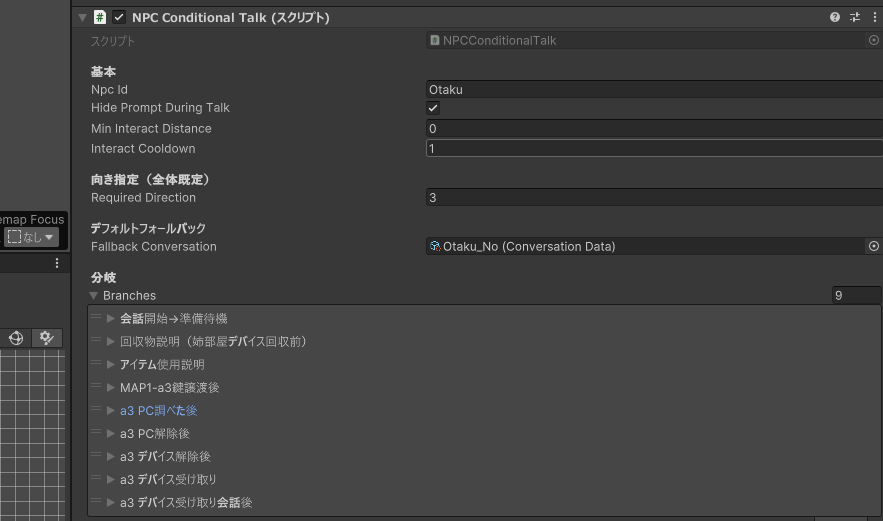 NPC Conditional Talk (スクリプト)
スクリプト NPCConditionalTalk
基本
Npc Id Otaku
Hide Prompt During Talk
Min Interact Distance 0
Interact Cooldown 1
向き指定（全体既定）
Required Direction 3
emap Focus
なし
デフォルトフォールバック
Fallback Conversation Otaku_No (Conversation Data)
分岐
Branches 9
会話開始→準備待機
回収物説明（姉部屋デバイス回収前）
アイテム使用説明
MAP1-a3鍵譲渡後
a3 PC調べた後
a3 PC解除後
a3 デバイス解除後
a3 デバイス受け取り
a3 デバイス受け取り会話後